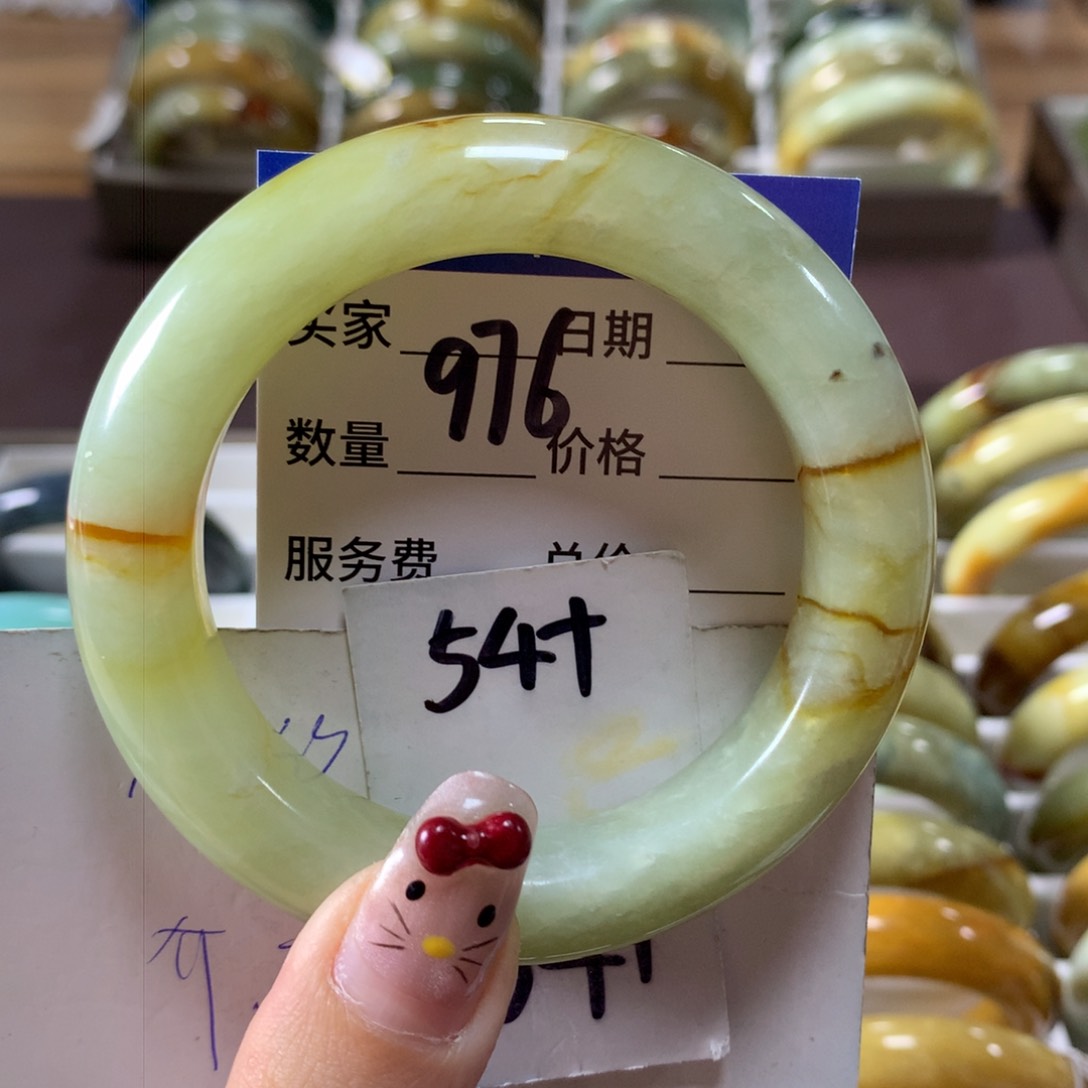 买家 日期
976
数量 价格
服务费 总价
54+